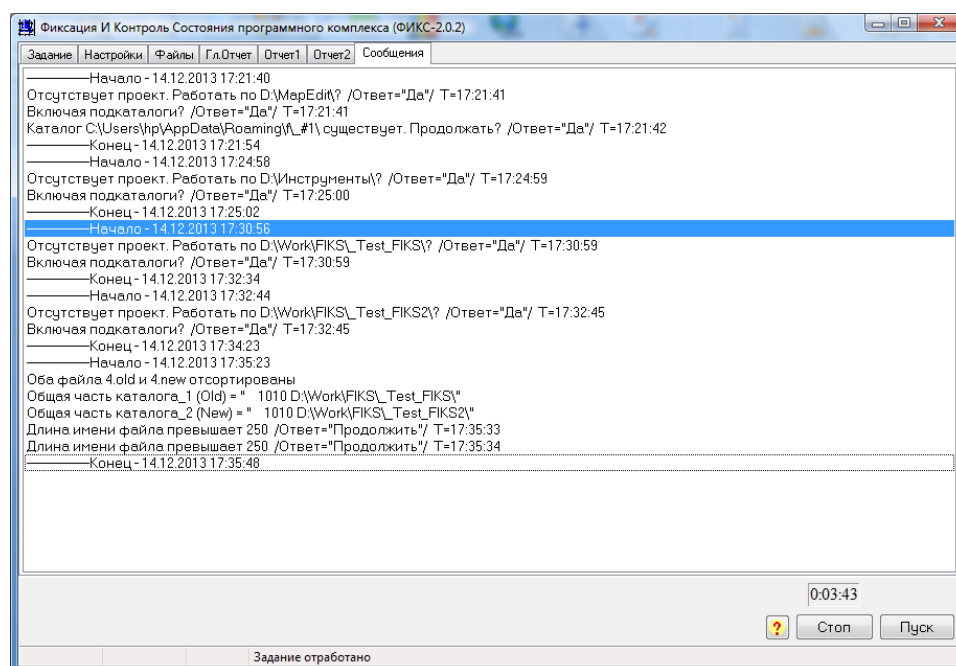 Фиксация И Контроль Состояния программного комплекса (ФИКС-2.0.2)
Задание Настройки Файлы Гл.Отчет Отчет1 Отчет2 Сообщения
————Начало - 14.12.2013 17:21:40
Отсутствует проект. Работать по D:\MapEdit\? /Ответ="Да"/ T=17:21:41
Включая подкаталоги? /Ответ="Да"/ T=17:21:41
Каталог C:\Users\hp\AppData\Roaming\f\_#1\ существует. Продолжать? /Ответ="Да"/ T=17:21:42
————Конец - 14.12.2013 17:21:54
————Начало - 14.12.2013 17:24:58
Отсутствует проект. Работать по D:\Инструменты\? /Ответ="Да"/ T=17:24:59
Включая подкаталоги? /Ответ="Да"/ T=17:25:00
————Конец - 14.12.2013 17:25:02
————Начало - 14.12.2013 17:30:56
Отсутствует проект. Работать по D:\Work\FIKS\_Test_FIKS\? /Ответ="Да"/ T=17:30:59
Включая подкаталоги? /Ответ="Да"/ T=17:30:59
————Конец - 14.12.2013 17:32:34
————Начало - 14.12.2013 17:32:44
Отсутствует проект. Работать по D:\Work\FIKS\_Test_FIKS2\? /Ответ="Да"/ T=17:32:45
Включая подкаталоги? /Ответ="Да"/ T=17:32:45
————Конец - 14.12.2013 17:34:23
————Начало - 14.12.2013 17:35:23
Оба файла 4.old и 4.new отсортированы
Общая часть каталога_1 (Old) = "   1010 D:\Work\FIKS\_Test_FIKS\"
Общая часть каталога_2 (New) = "   1010 D:\Work\FIKS\_Test_FIKS2\"
Длина имени файла превышает 250 /Ответ="Продолжить"/ T=17:35:33
Длина имени файла превышает 250 /Ответ="Продолжить"/ T=17:35:34
————Конец - 14.12.2013 17:35:48
0:03:43
? Стоп Пуск
Задание отработано